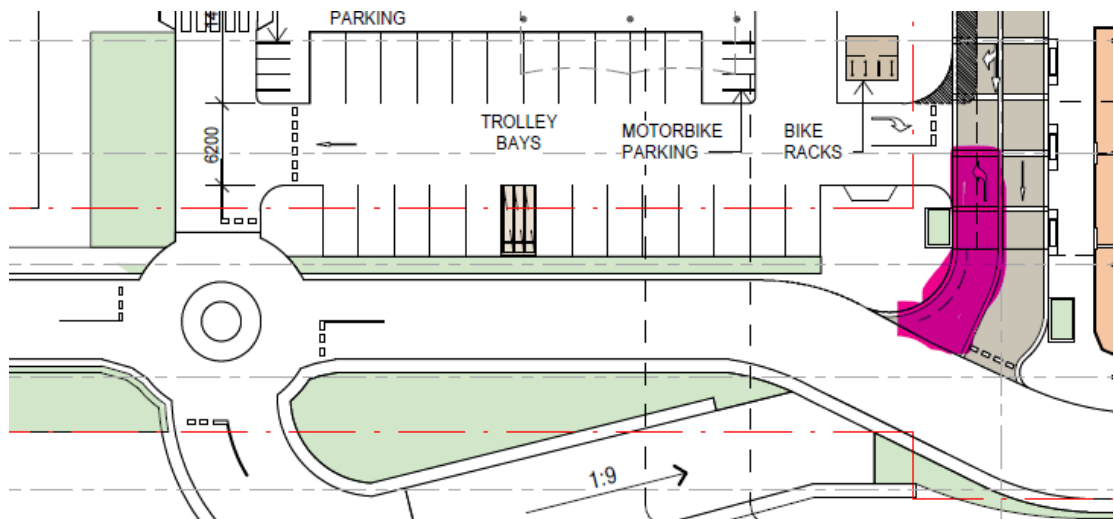 PARKING
6200
TROLLEY
BAYS
MOTORBIKE
PARKING
BIKE
RACKS
1:9